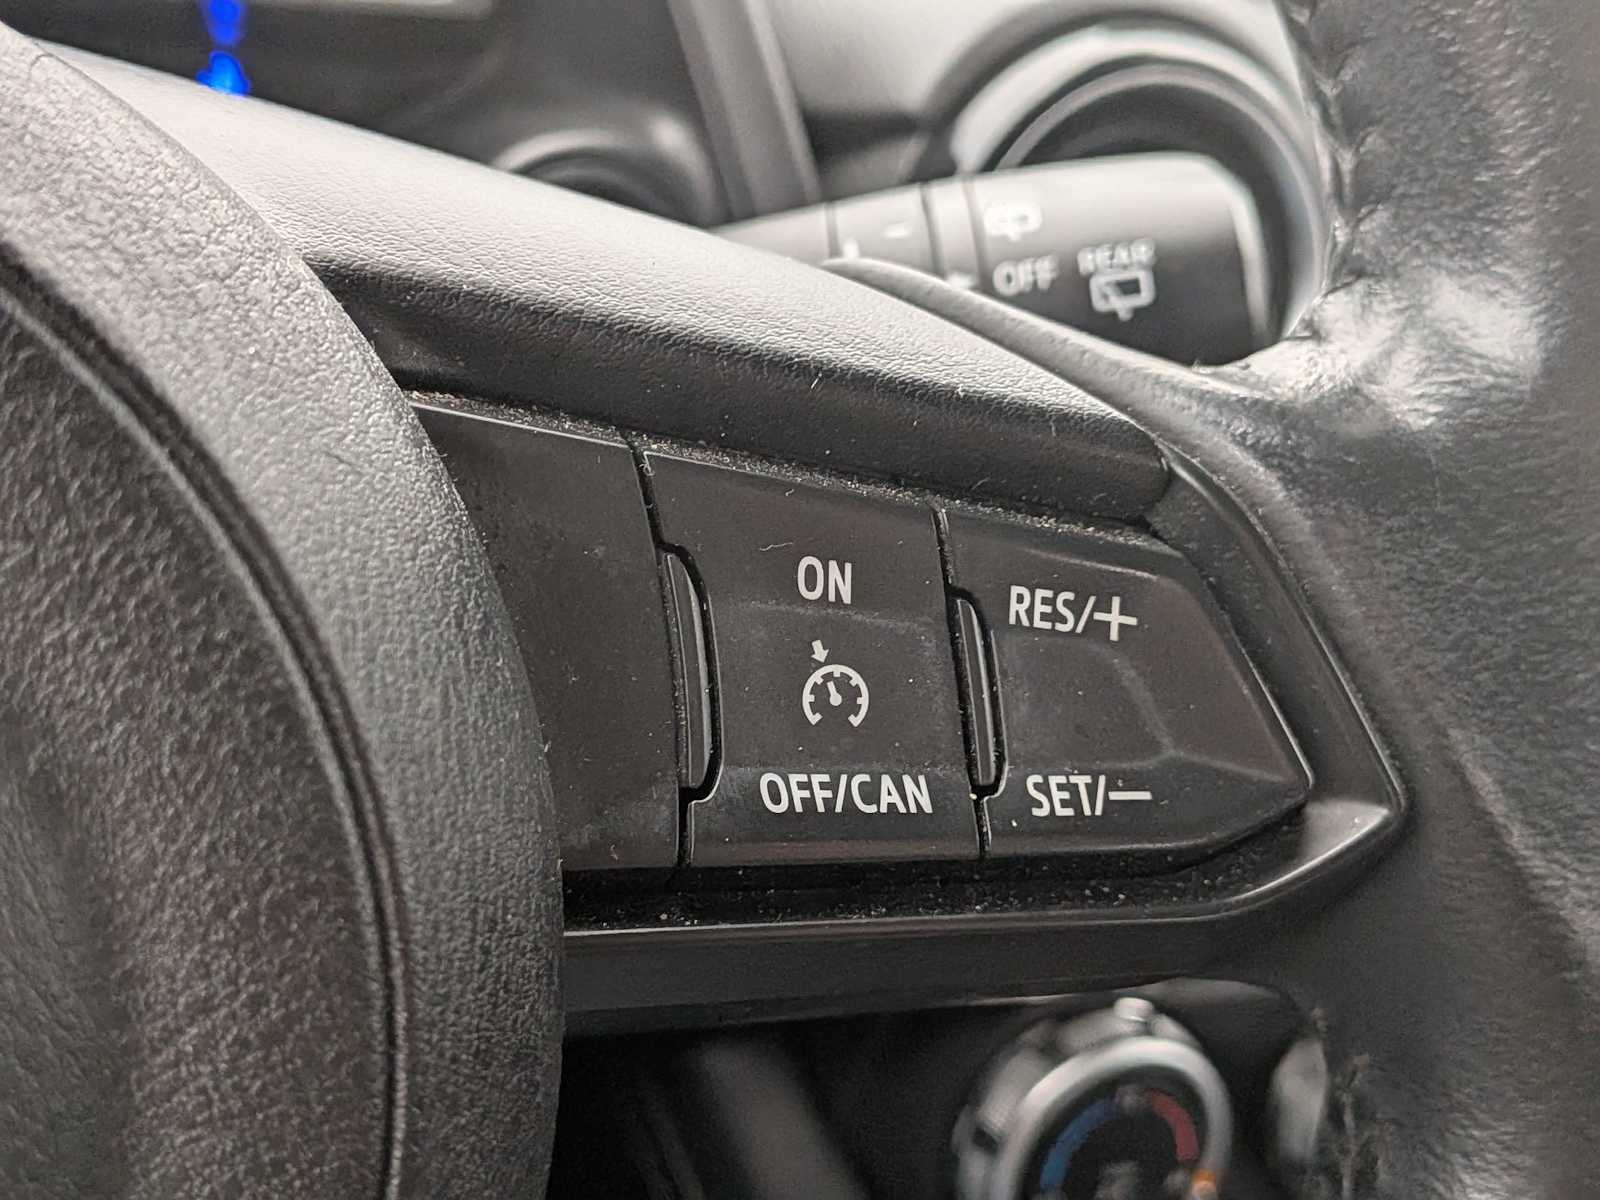 OFF
REAR
ON
RES/+
OFF/CAN
SET/−